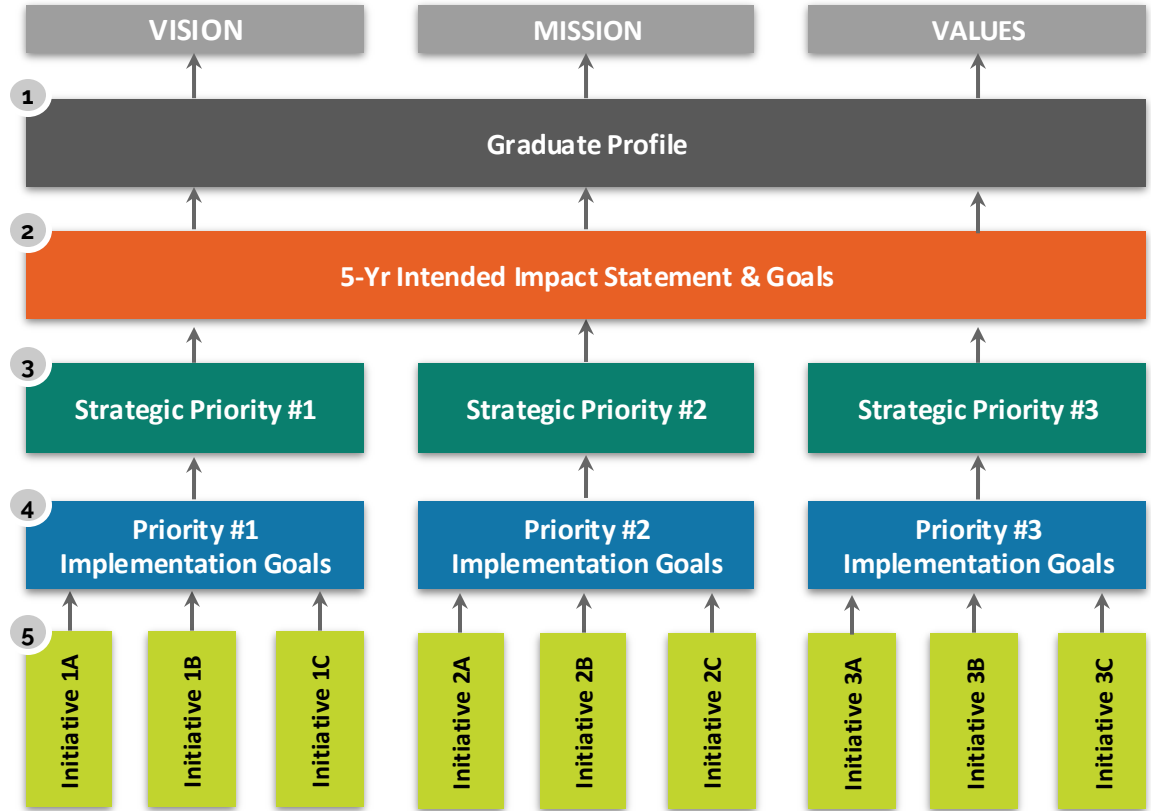 VISION
MISSION
VALUES
1
Graduate Profile
2
5-Yr Intended Impact Statement & Goals
3
Strategic Priority #1
Strategic Priority #2
Strategic Priority #3
4
Priority #1
Implementation Goals
Priority #2
Implementation Goals
Priority #3
Implementation Goals
5
Initiative 1A
Initiative 1B
Initiative 1C
Initiative 2A
Initiative 2B
Initiative 2C
Initiative 3A
Initiative 3B
Initiative 3C